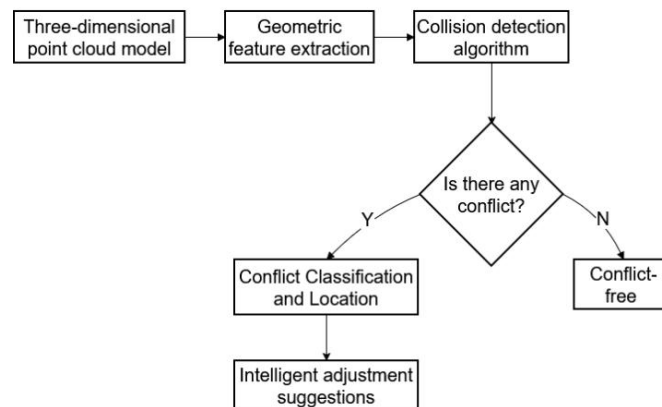 Three-dimensional
point cloud model
Geometric
feature extraction
Collision detection
algorithm
Is there any
conflict?
Y
N
Conflict Classification
and Location
Conflict-
free
Intelligent adjustment
suggestions